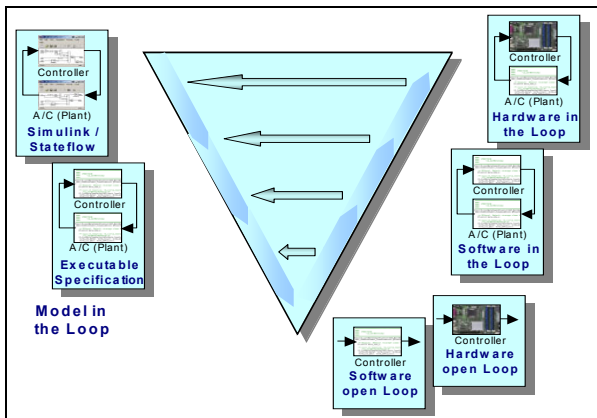 Controller
A/C (Plant)
Simulink /
Stateflow
Controller
A/C (Plant)
Executable
Specification
Model in
the Loop
Controller
A/C (Plant)
Hardware in
the Loop
Controller
A/C (Plant)
Software in
the Loop
Controller
Software
open Loop
Controller
Hardware
open Loop